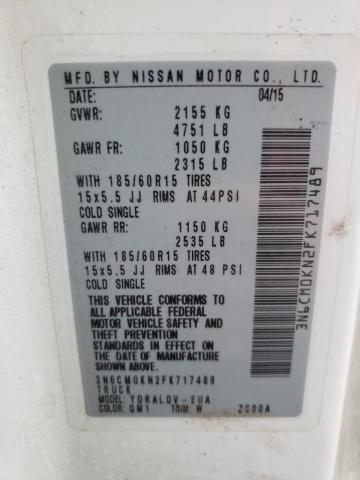 MFD. BY NISSAN MOTOR CO., LTD.
DATE: 04/15
GVWR: 2155 KG
4751 LB
GAWR FR: 1050 KG
2315 LB
WITH 185/60R15 TIRES
15x5.5 JJ RIMS AT 44PSI
COLD SINGLE
GAWR RR: 1150 KG
2535 LB
WITH 185/60R15 TIRES
15x5.5 JJ RIMS AT 48 PSI
COLD SINGLE
THIS VEHICLE CONFORMS TO
ALL APPLICABLE FEDERAL
MOTOR VEHICLE SAFETY
AND THEFT PREVENTION
STANDARDS IN EFFECT ON
THE DATE OF MANUFACTURE
SHOWN ABOVE.
3N6CM0KN2FK717489
TRUCK
MODEL: YDRALDV-EUA
COLOR: QM1 TRIM: W 2S00A
3N6CM0KN2FK717489